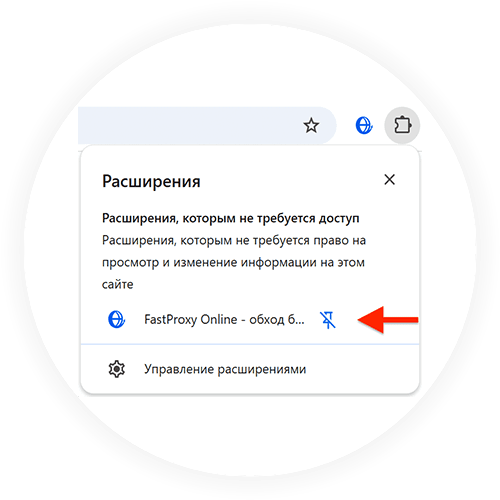 Расширения
Расширения, которым не требуется доступ
Расширения, которым не требуется право на
просмотр и изменение информации на этом
сайте
FastProxy Online - обход б...
Управление расширениями